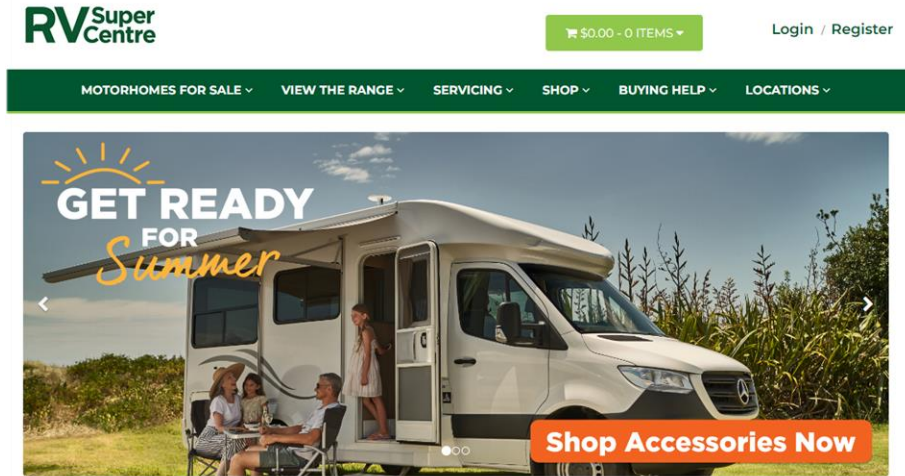 RV Super
Centre
$0.00 - 0 ITEMS
Login / Register
MOTORHOMES FOR SALE VIEW THE RANGE SERVICING SHOP BUYING HELP LOCATIONS
GET READY
FOR
Summer
Shop Accessories Now